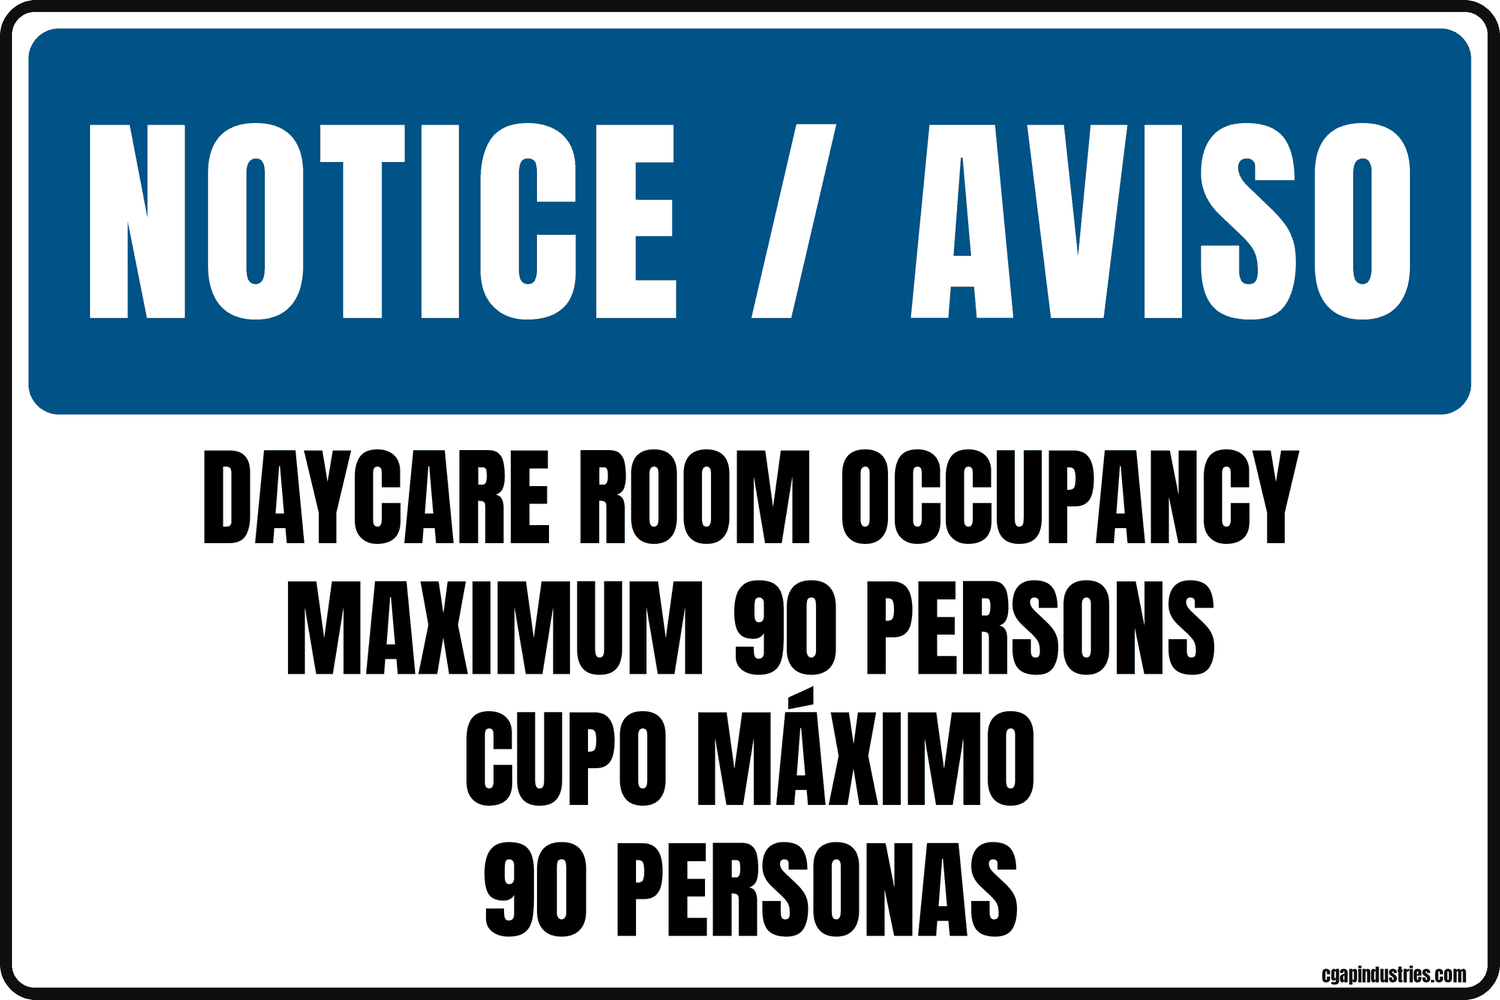 NOTICE / AVISO
DAYCARE ROOM OCCUPANCY
MAXIMUM 90 PERSONS
CUPO MÁXIMO
90 PERSONAS
cgapindustries.com